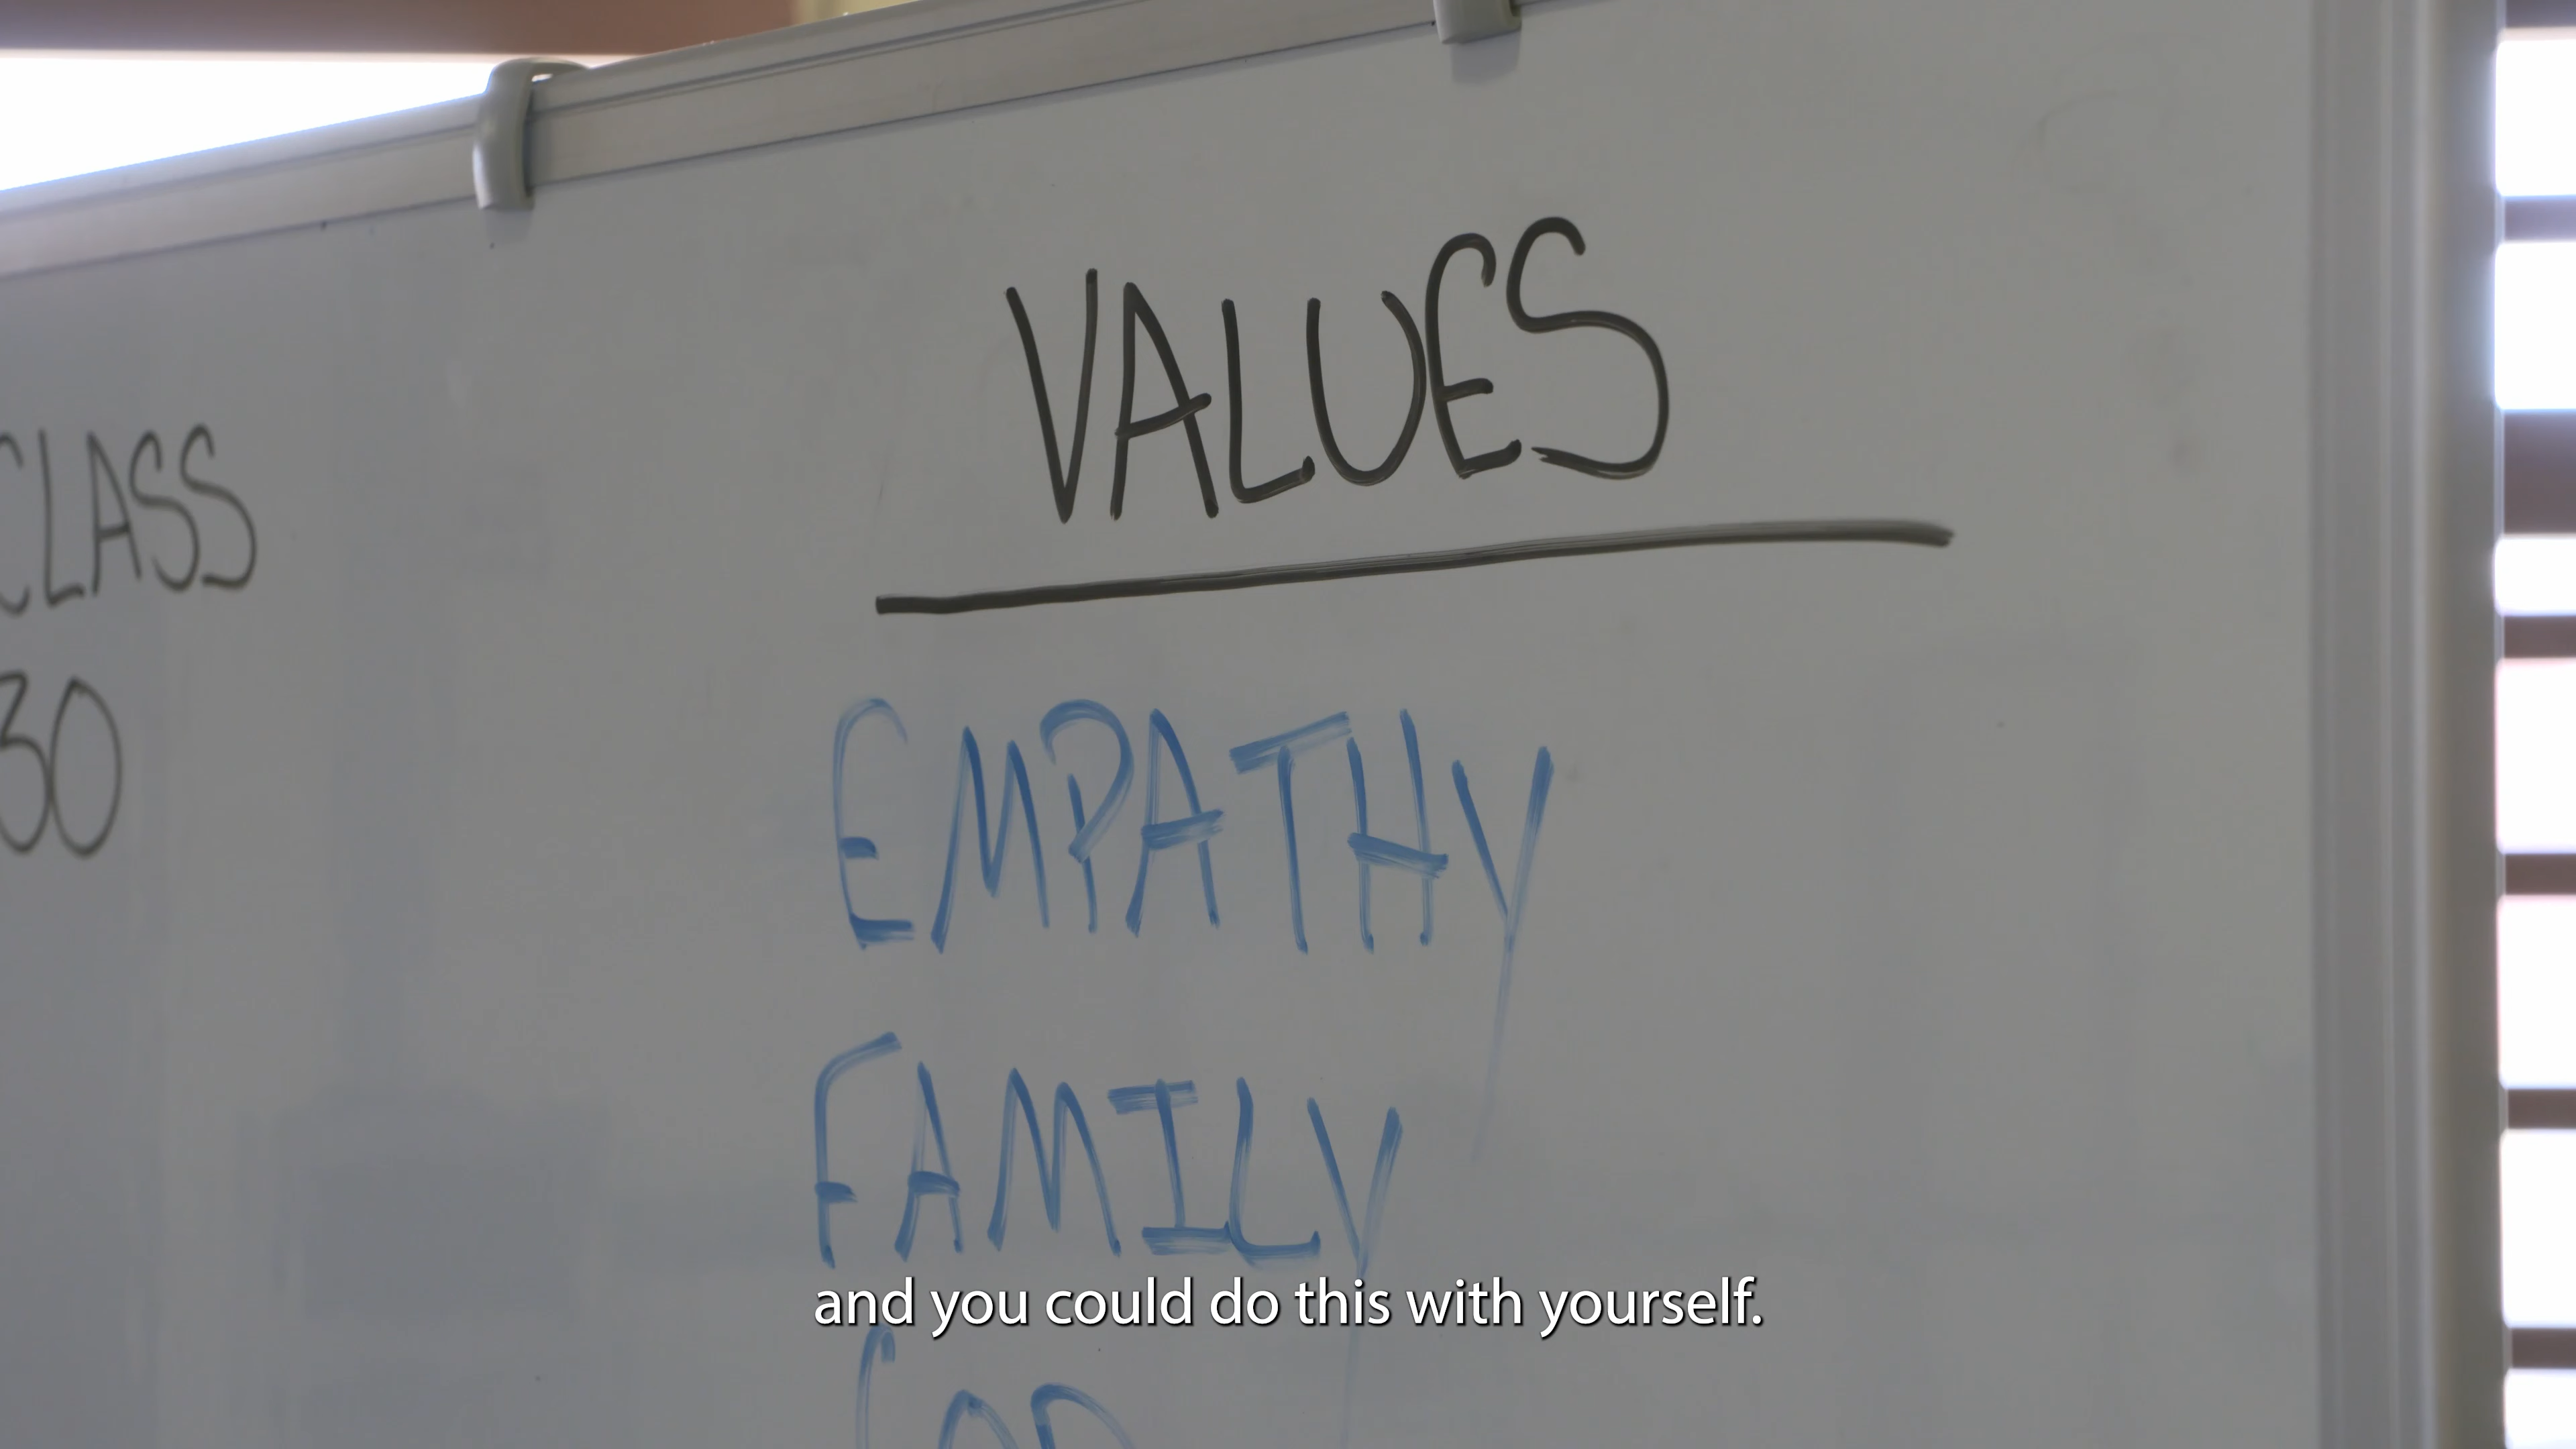 VALUES
CLASS
30
EMPATHY
FAMILY
and you could do this with yourself.